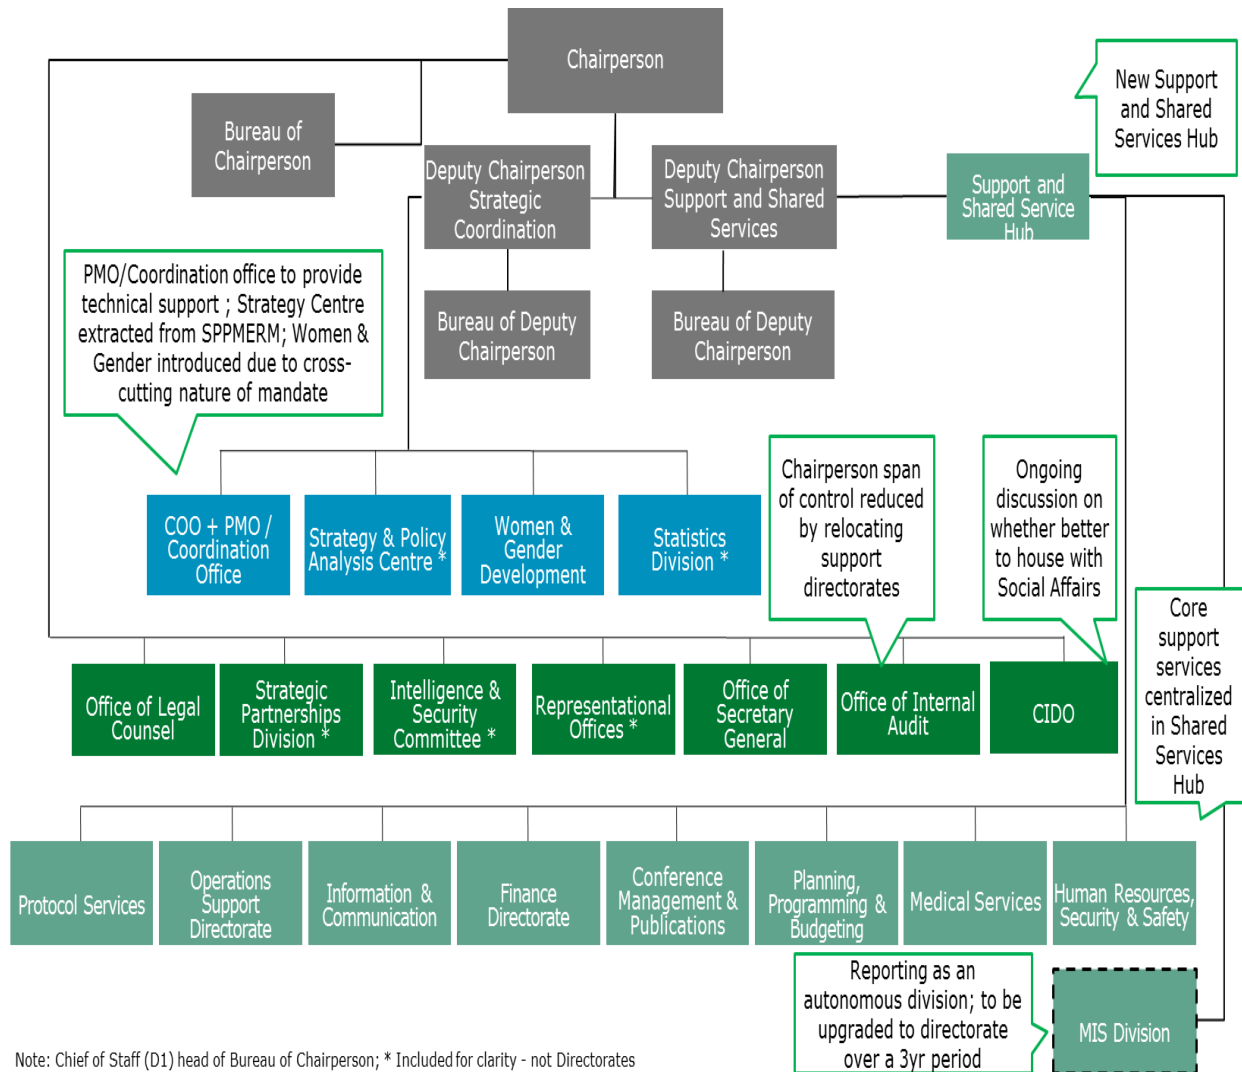 Chairperson
New Support
and Shared
Services Hub
Bureau of
Chairperson
Deputy Chairperson
Strategic
Coordination
Deputy Chairperson
Support and Shared
Services
Support and
Shared Service
Hub
PMO/Coordination office to provide
technical support ; Strategy Centre
extracted from SPPMERM; Women &
Gender introduced due to cross-
cutting nature of mandate
Bureau of Deputy
Chairperson
Bureau of Deputy
Chairperson
Chairperson span
of control reduced
by relocating
support
directorates
Ongoing
discussion on
whether better
to house with
Social Affairs
COO + PMO /
Coordination
Office
Strategy & Policy
Analysis Centre *
Women &
Gender
Development
Statistics
Division *
Core
support
services
centralized
in Shared
Services
Hub
Office of Legal
Counsel
Strategic
Partnerships
Division *
Intelligence &
Security
Committee *
Representational
Offices *
Office of
Secretary
General
Office of Internal
Audit
CIDO
Protocol Services
Operations
Support
Directorate
Information &
Communication
Finance
Directorate
Conference
Management &
Publications
Planning,
Programming &
Budgeting
Medical Services
Human Resources,
Security & Safety
Reporting as an
autonomous division; to be
upgraded to directorate
over a 3yr period
MIS Division
Note: Chief of Staff (D1) head of Bureau of Chairperson; * Included for clarity - not Directorates